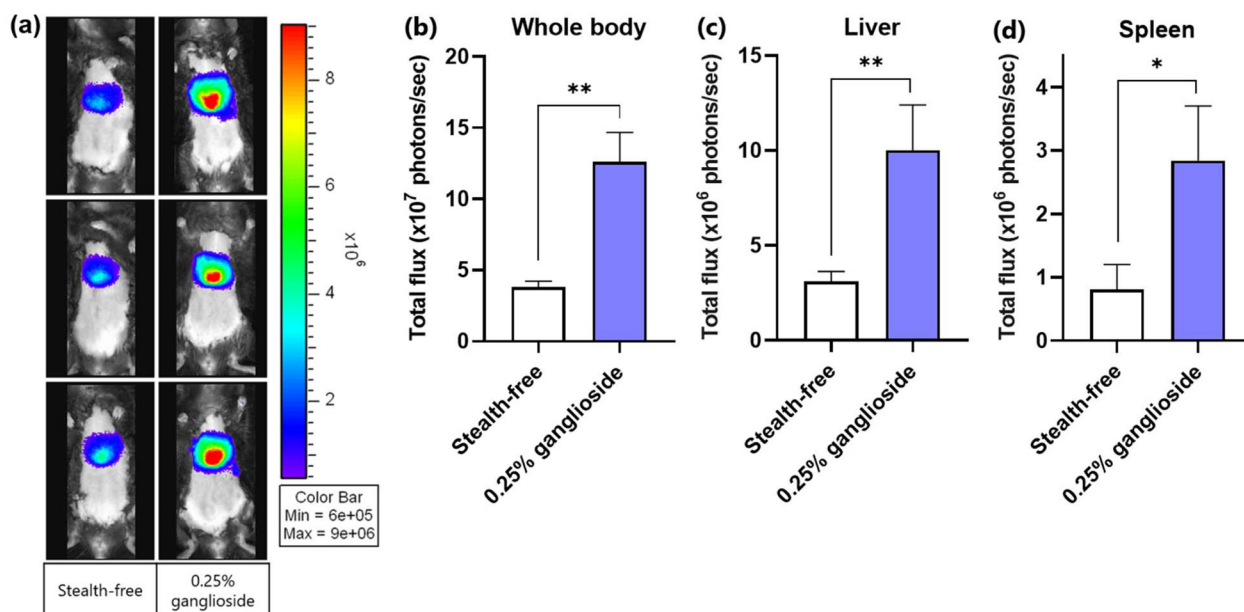 (a)
8
6
x10⁶
4
2
Color Bar
Min = 6e+05
Max = 9e+06
Stealth-free
0.25%
ganglioside
(b)
Whole body
Total flux (x10⁷ photons/sec)
20
15
10
5
0
**
Stealth-free
0.25% ganglioside
(c)
Liver
Total flux (x10⁶ photons/sec)
15
10
5
0
**
Stealth-free
0.25% ganglioside
(d)
Spleen
Total flux (x10⁶ photons/sec)
4
3
2
1
0
*
Stealth-free
0.25% ganglioside